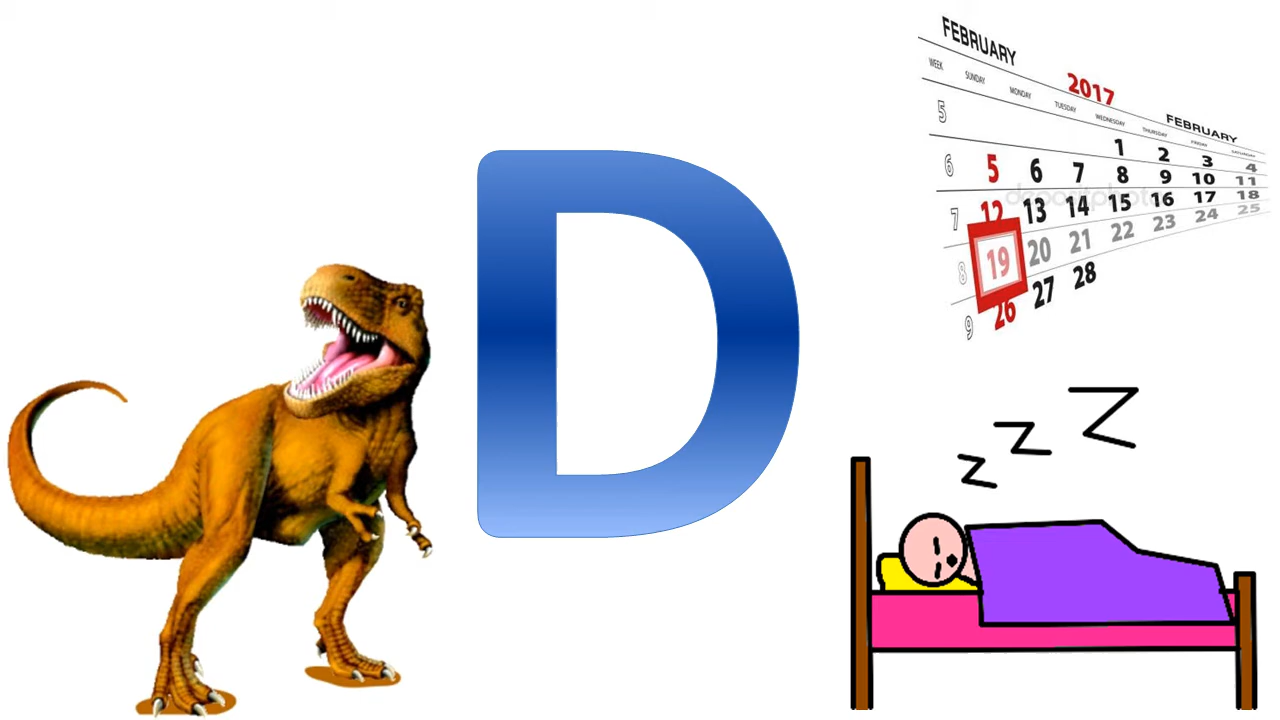 D
FEBRUARY
2017
FEBRUARY
WEEK SUNDAY MONDAY TUESDAY WEDNESDAY THURSDAY FRIDAY SATURDAY
5 1 2 3 4
6 5 6 7 8 9 10 11
7 12 13 14 15 16 17 18
8 19 20 21 22 23 24 25
9 26 27 28
depositphotos
z z Z